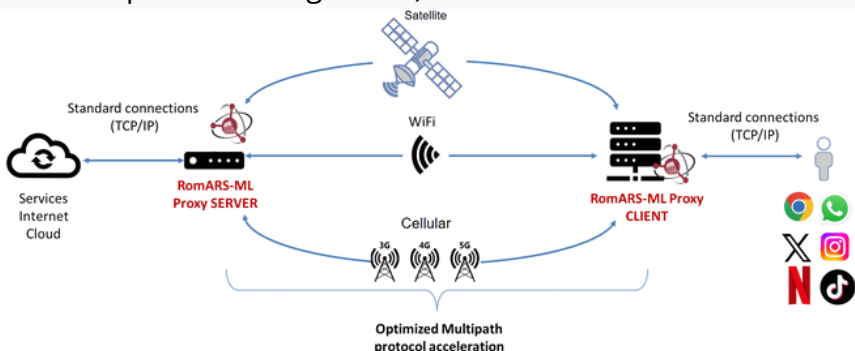 Satellite
Standard connections
(TCP/IP)
WiFi
Standard connections
(TCP/IP)
RomARS-ML
Proxy SERVER
RomARS-ML Proxy
CLIENT
Services
Internet
Cloud
Cellular
3G
4G
5G
Optimized Multipath
protocol acceleration